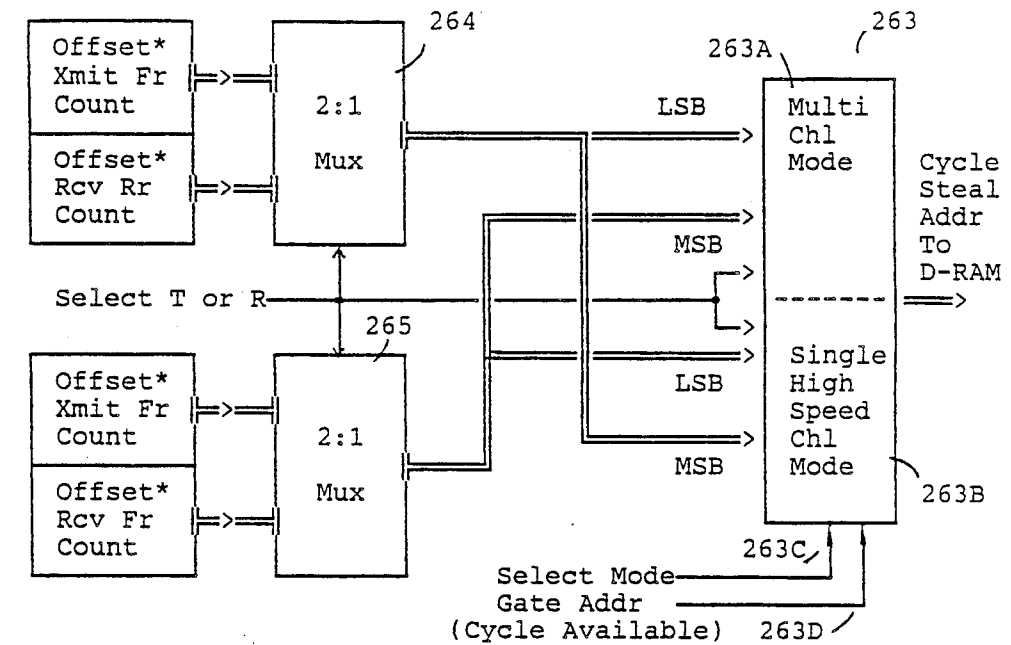 Offset*
Xmit Fr
Count
Offset*
Rcv Rr
Count
264
2:1
Mux
263
263A
LSB
Multi
Chl
Mode
MSB
Cycle
Steal
Addr
To
D-RAM
Select T or R
265
Offset*
Xmit Fr
Count
Offset*
Rcv Fr
Count
2:1
Mux
LSB
MSB
Single
High
Speed
Chl
Mode
263B
263C
Select Mode
Gate Addr
(Cycle Available)
263D